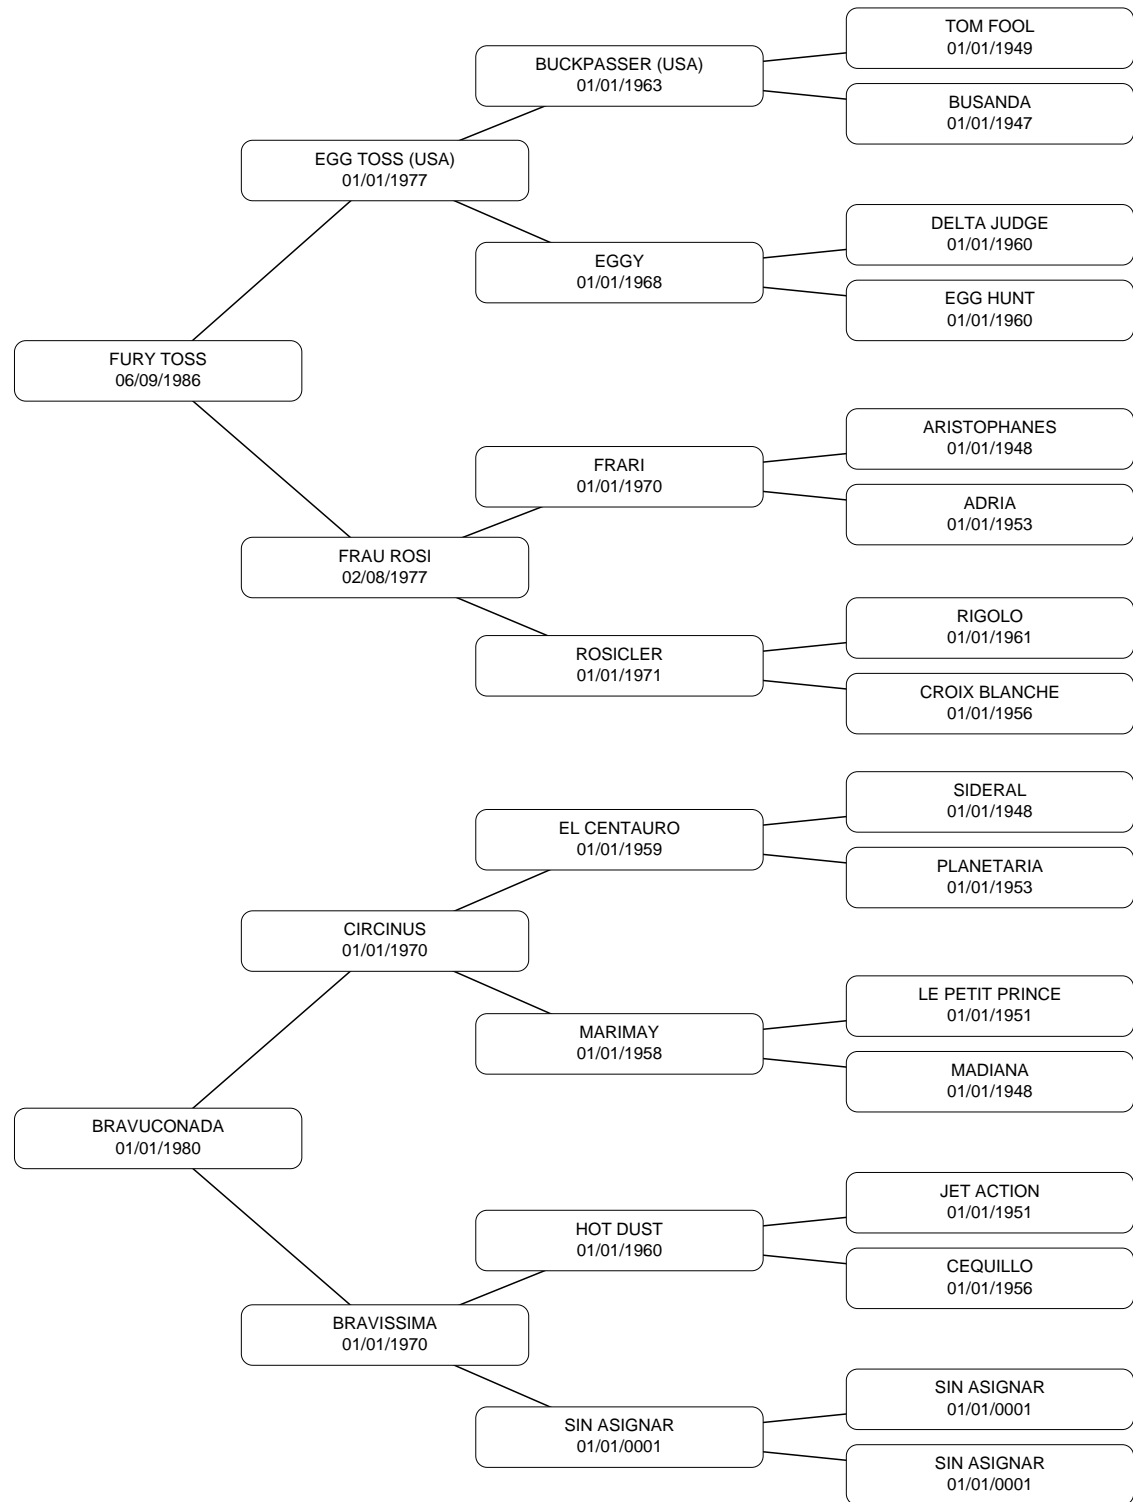 TOM FOOL
01/01/1949
BUCKPASSER (USA)
01/01/1963
BUSANDA
01/01/1947
EGG TOSS (USA)
01/01/1977
DELTA JUDGE
01/01/1960
EGGY
01/01/1968
EGG HUNT
01/01/1960
FURY TOSS
06/09/1986
ARISTOPHANES
01/01/1948
FRARI
01/01/1970
ADRIA
01/01/1953
FRAU ROSI
02/08/1977
RIGOLO
01/01/1961
ROSICLER
01/01/1971
CROIX BLANCHE
01/01/1956
SIDERAL
01/01/1948
EL CENTAURO
01/01/1959
PLANETARIA
01/01/1953
CIRCINUS
01/01/1970
LE PETIT PRINCE
01/01/1951
MARIMAY
01/01/1958
MADIANA
01/01/1948
BRAVUCONADA
01/01/1980
JET ACTION
01/01/1951
HOT DUST
01/01/1960
CEQUILLO
01/01/1956
BRAVISSIMA
01/01/1970
SIN ASIGNAR
01/01/0001
SIN ASIGNAR
01/01/0001
SIN ASIGNAR
01/01/0001